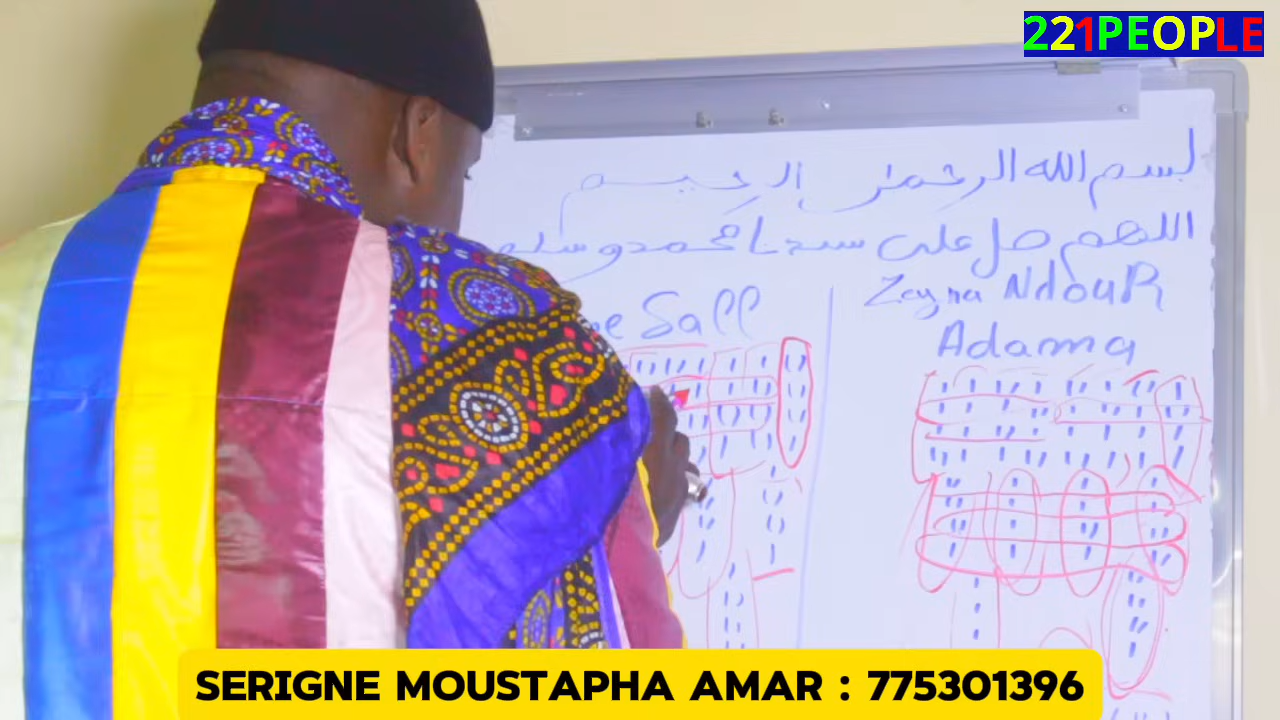 221PEOPLE
بسم الله الرحمن الرحيم
اللهم صل على سيدنا محمد وسلم
Zeyna NdouR
Sall
Adama
SERIGNE MOUSTAPHA AMAR : 775301396